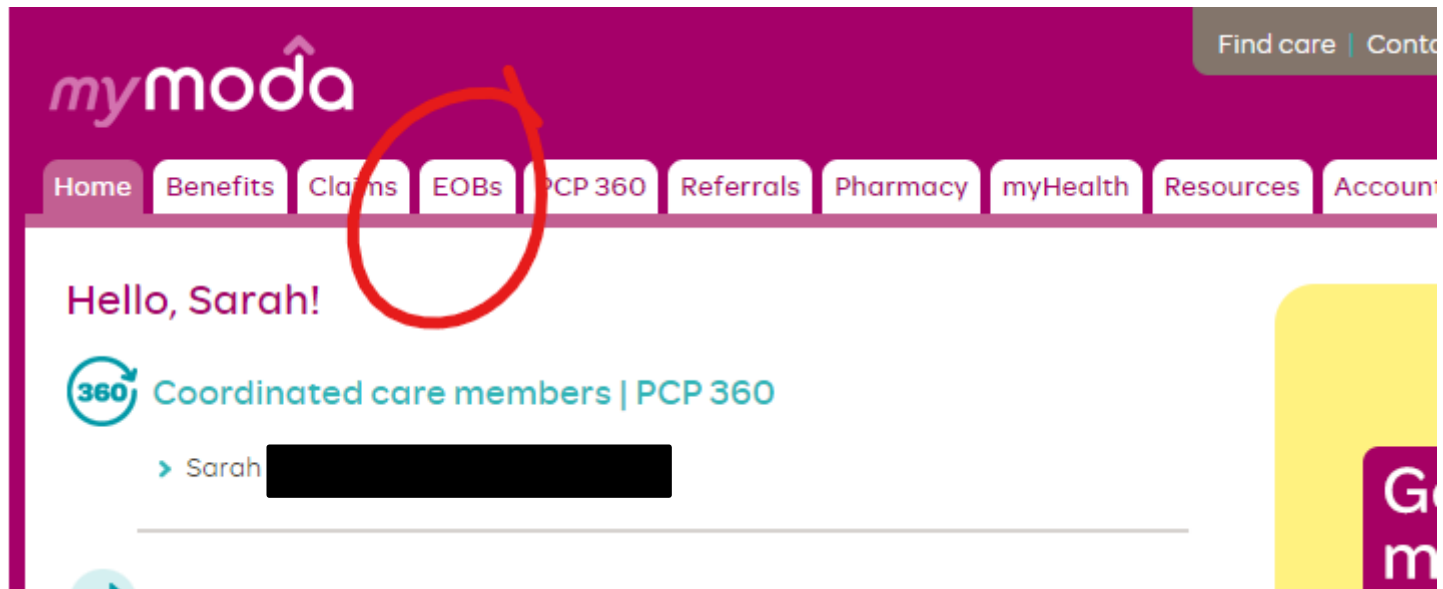 Find care | Conta
mymoda
Home Benefits Claims EOBs PCP 360 Referrals Pharmacy myHealth Resources Account
Hello, Sarah!
360 Coordinated care members | PCP 360
Sarah